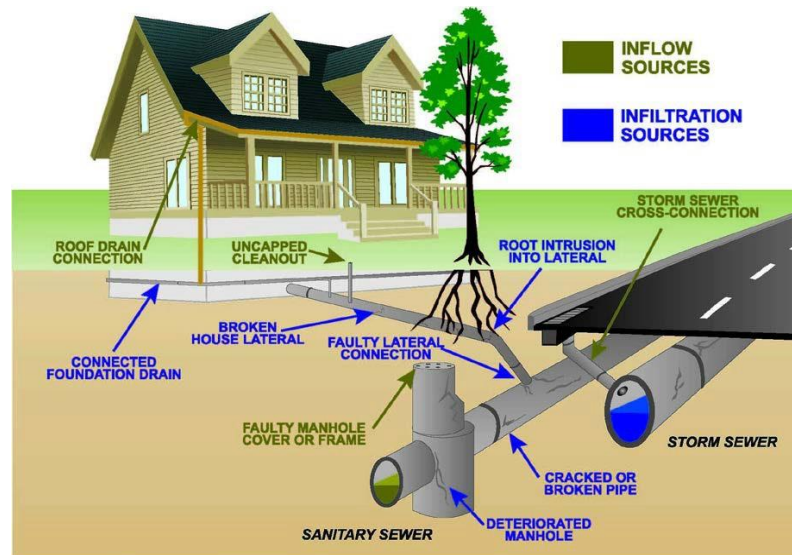 INFLOW
SOURCES
INFILTRATION
SOURCES
STORM SEWER
CROSS-CONNECTION
ROOF DRAIN
CONNECTION
UNCAPPED
CLEANOUT
ROOT INTRUSION
INTO LATERAL
BROKEN
HOUSE LATERAL
FAULTY LATERAL
CONNECTION
CONNECTED
FOUNDATION DRAIN
FAULTY MANHOLE
COVER OR FRAME
STORM SEWER
CRACKED OR
BROKEN PIPE
SANITARY SEWER
DETERIORATED
MANHOLE